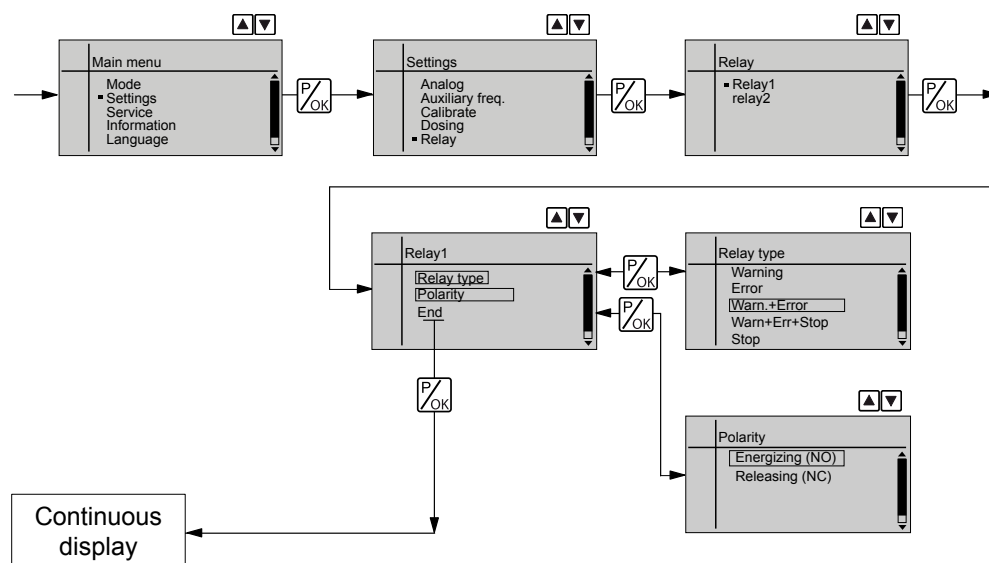 Main menu
Mode
Settings
Service
Information
Language
P/OK
Settings
Analog
Auxiliary freq.
Calibrate
Dosing
Relay
P/OK
Relay
Relay1
relay2
P/OK
Relay1
Relay type
Polarity
End
P/OK
P/OK
Relay type
Warning
Error
Warn.+Error
Warn+Err+Stop
Stop
P/OK
Polarity
Energizing (NO)
Releasing (NC)
Continuous
display